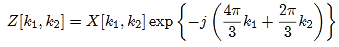 Z[k₁, k₂] = X[k₁, k₂] exp { −j ( 4π/3 k₁ + 2π/3 k₂ ) }